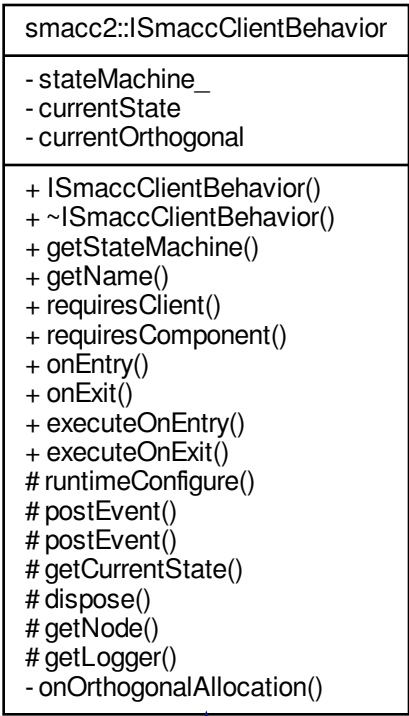 smacc2::ISmaccClientBehavior
- stateMachine_
- currentState
- currentOrthogonal
+ ISmaccClientBehavior()
+ ~ISmaccClientBehavior()
+ getStateMachine()
+ getName()
+ requiresClient()
+ requiresComponent()
+ onEntry()
+ onExit()
+ executeOnEntry()
+ executeOnExit()
# runtimeConfigure()
# postEvent()
# postEvent()
# getCurrentState()
# dispose()
# getNode()
# getLogger()
- onOrthogonalAllocation()